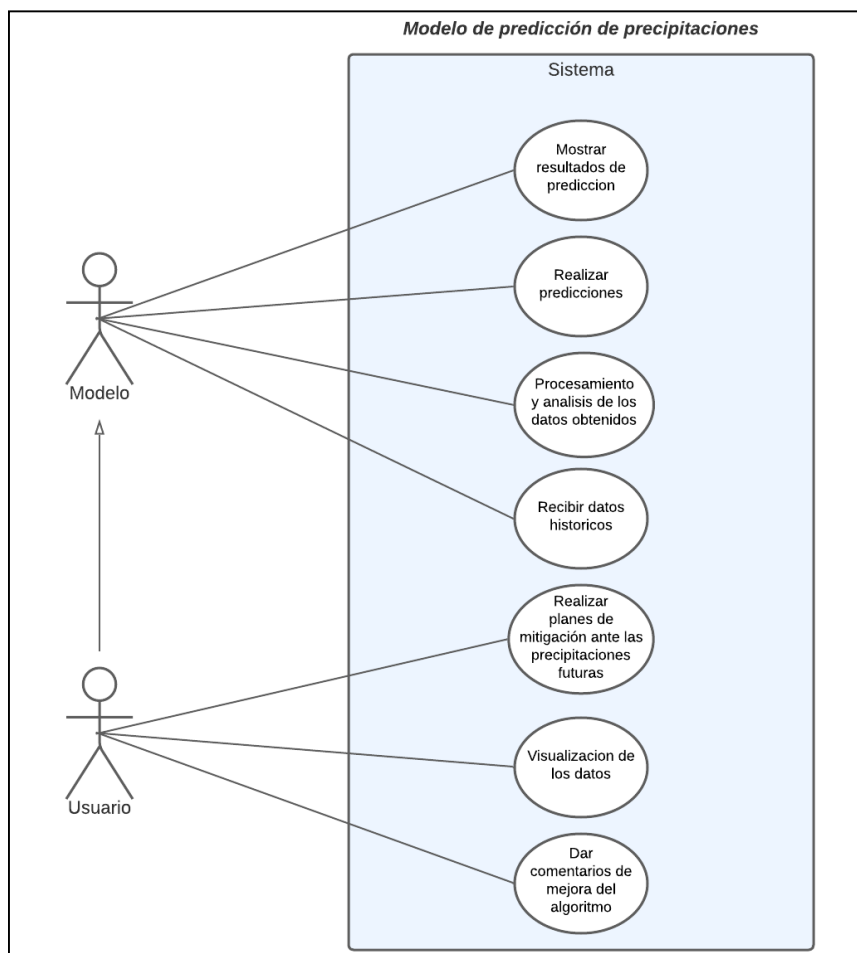 Modelo de predicción de precipitaciones
Sistema
Mostrar
resultados de
prediccion
Realizar
predicciones
Procesamiento
y analisis de los
datos obtenidos
Modelo
Recibir datos
historicos
Realizar
planes de
mitigación ante las
precipitaciones
futuras
Visualizacion de
los datos
Usuario
Dar
comentarios de
mejora del
algoritmo